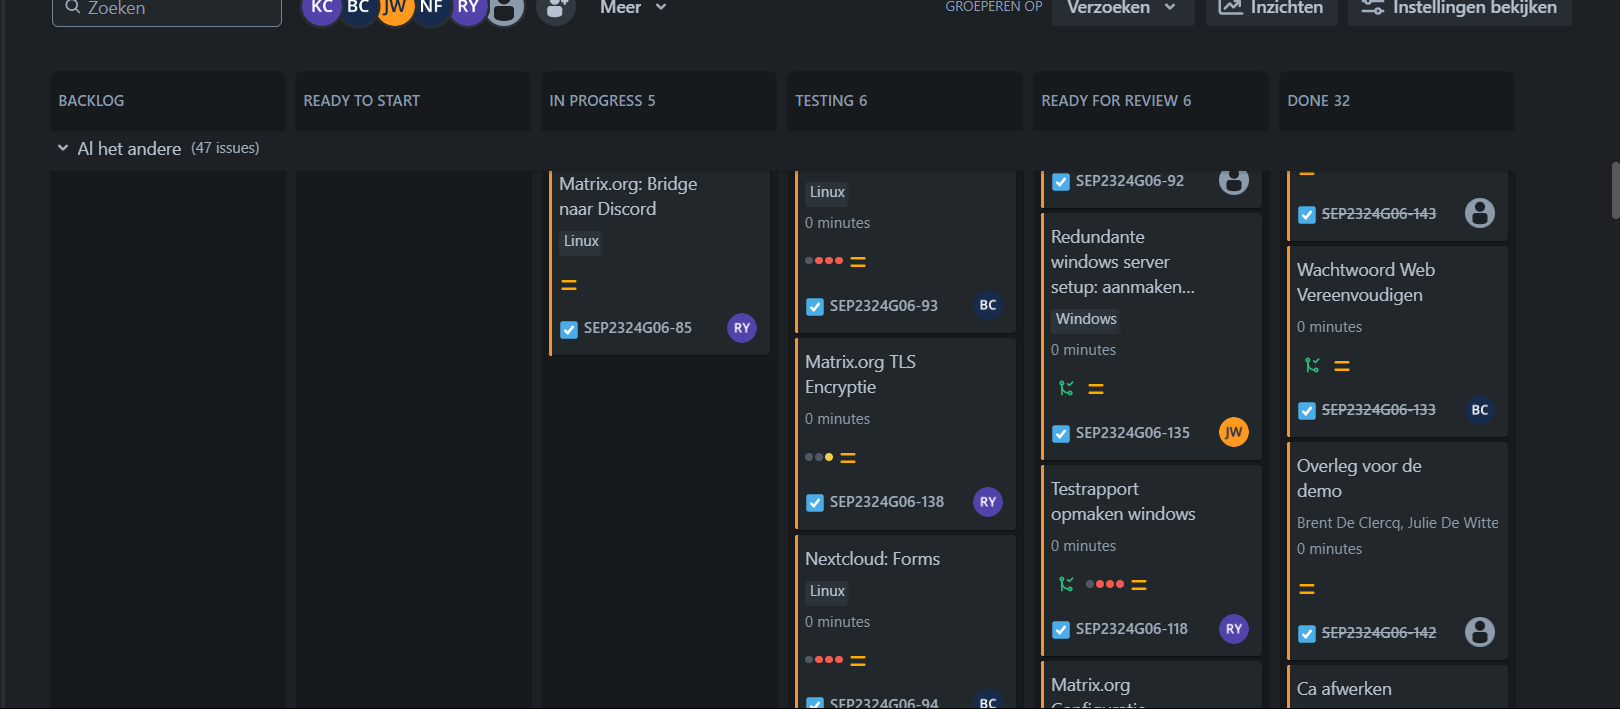 Zoeken
KC BC JW NF RY
Meer
GROEPEREN OP
Verzoeken
Inzichten
Instellingen bekijken
BACKLOG
READY TO START
IN PROGRESS 5
TESTING 6
READY FOR REVIEW 6
DONE 32
Al het andere (47 issues)
Matrix.org: Bridge
naar Discord
Linux
SEP2324G06-85
RY
Linux
0 minutes
SEP2324G06-93
BC
Matrix.org TLS
Encryptie
0 minutes
SEP2324G06-138
RY
Nextcloud: Forms
Linux
0 minutes
SEP2324G06-94
BC
SEP2324G06-92
Redundante
windows server
setup: aanmaken...
Windows
0 minutes
SEP2324G06-135
JW
Testrapport
opmaken windows
0 minutes
SEP2324G06-118
RY
Matrix.org
Configuratie
SEP2324G06-143
Wachtwoord Web
Vereenvoudigen
0 minutes
SEP2324G06-133
BC
Overleg voor de
demo
Brent De Clercq, Julie De Witte
0 minutes
SEP2324G06-142
Ca afwerken